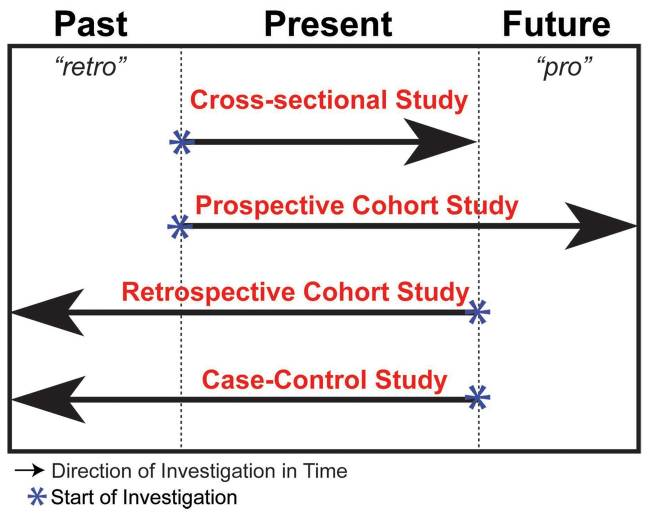 Past Present Future
"retro" "pro"
Cross-sectional Study
Prospective Cohort Study
Retrospective Cohort Study
Case-Control Study
Direction of Investigation in Time
Start of Investigation